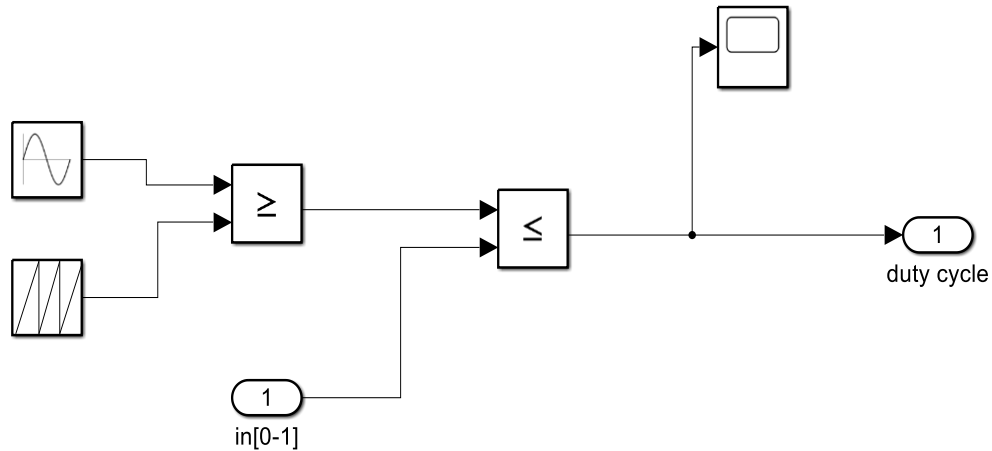 ≥
≤
1
duty cycle
1
in[0-1]